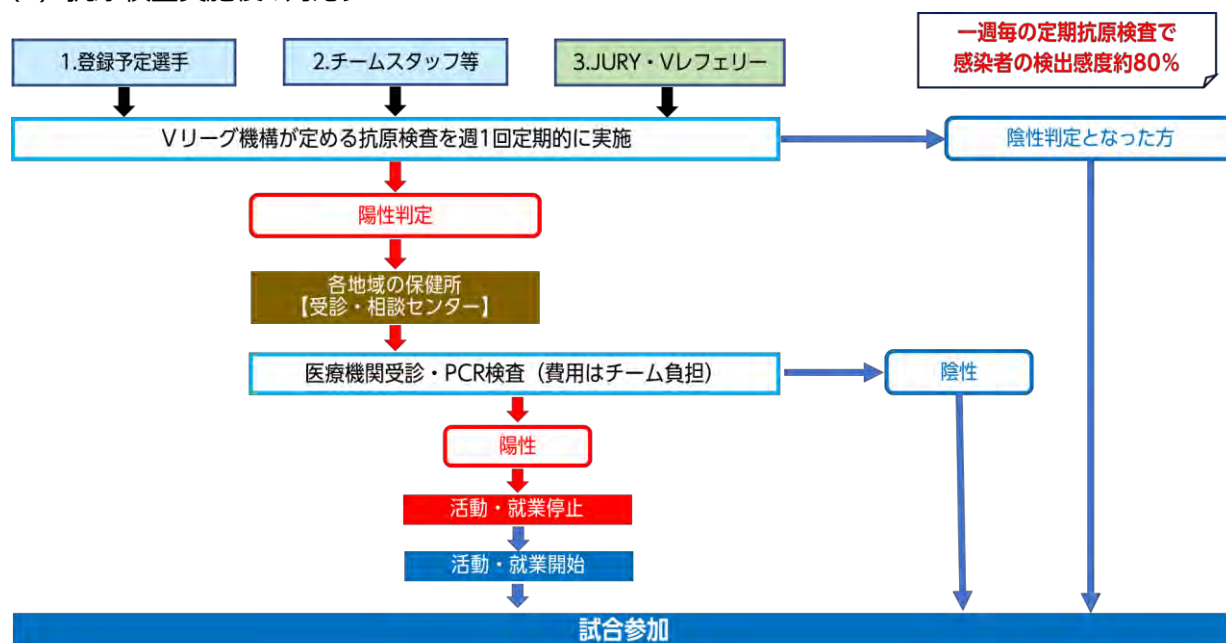 1.登録予定選手
2.チームスタッフ等
3.JURY・Vレフェリー
一週毎の定期抗原検査で
感染者の検出感度約80%
Vリーグ機構が定める抗原検査を週1回定期的に実施
陰性判定となった方
陽性判定
各地域の保健所
【受診・相談センター】
医療機関受診・PCR検査（費用はチーム負担）
陰性
陽性
活動・就業停止
活動・就業開始
試合参加